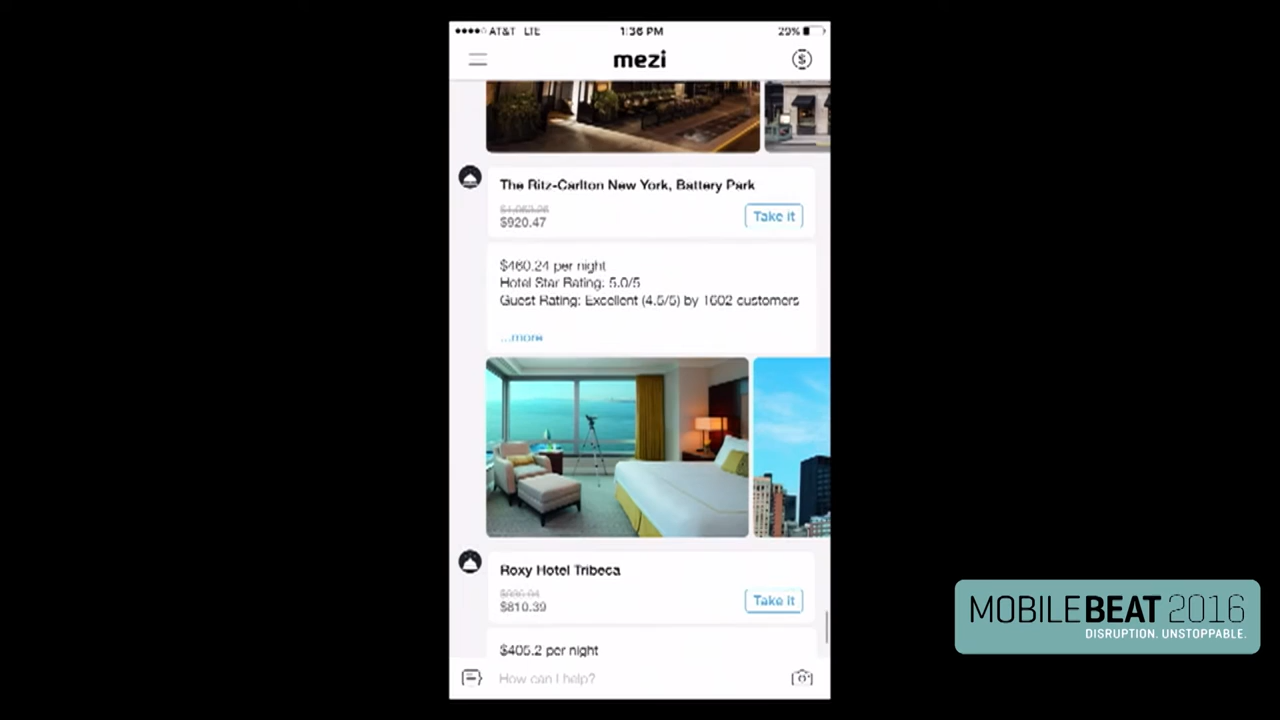 AT&T LTE 1:36 PM 29%
mezi
The Ritz-Carlton New York, Battery Park
$920.47
Take it
$460.24 per night
Hotel Star Rating: 5.0/5
Guest Rating: Excellent (4.5/5) by 1602 customers
...more
Roxy Hotel Tribeca
$810.39
Take it
$405.2 per night
How can I help?
MOBILEBEAT 2016
DISRUPTION. UNSTOPPABLE.